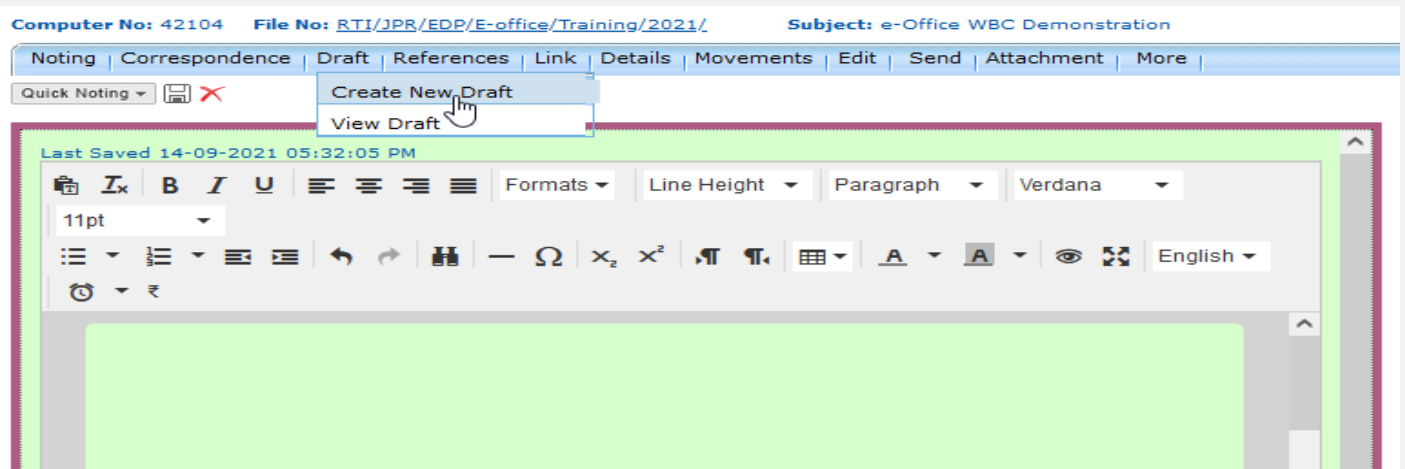 Computer No: 42104 File No: RTI/JPR/EDP/E-office/Training/2021/ Subject: e-Office WBC Demonstration
Noting | Correspondence | Draft | References | Link | Details | Movements | Edit | Send | Attachment | More |
Quick Noting
Create New Draft
View Draft
Last Saved 14-09-2021 05:32:05 PM
B I U Formats Line Height Paragraph Verdana
11pt
Ω x₂ x² ¶ ¶ A A English
₹